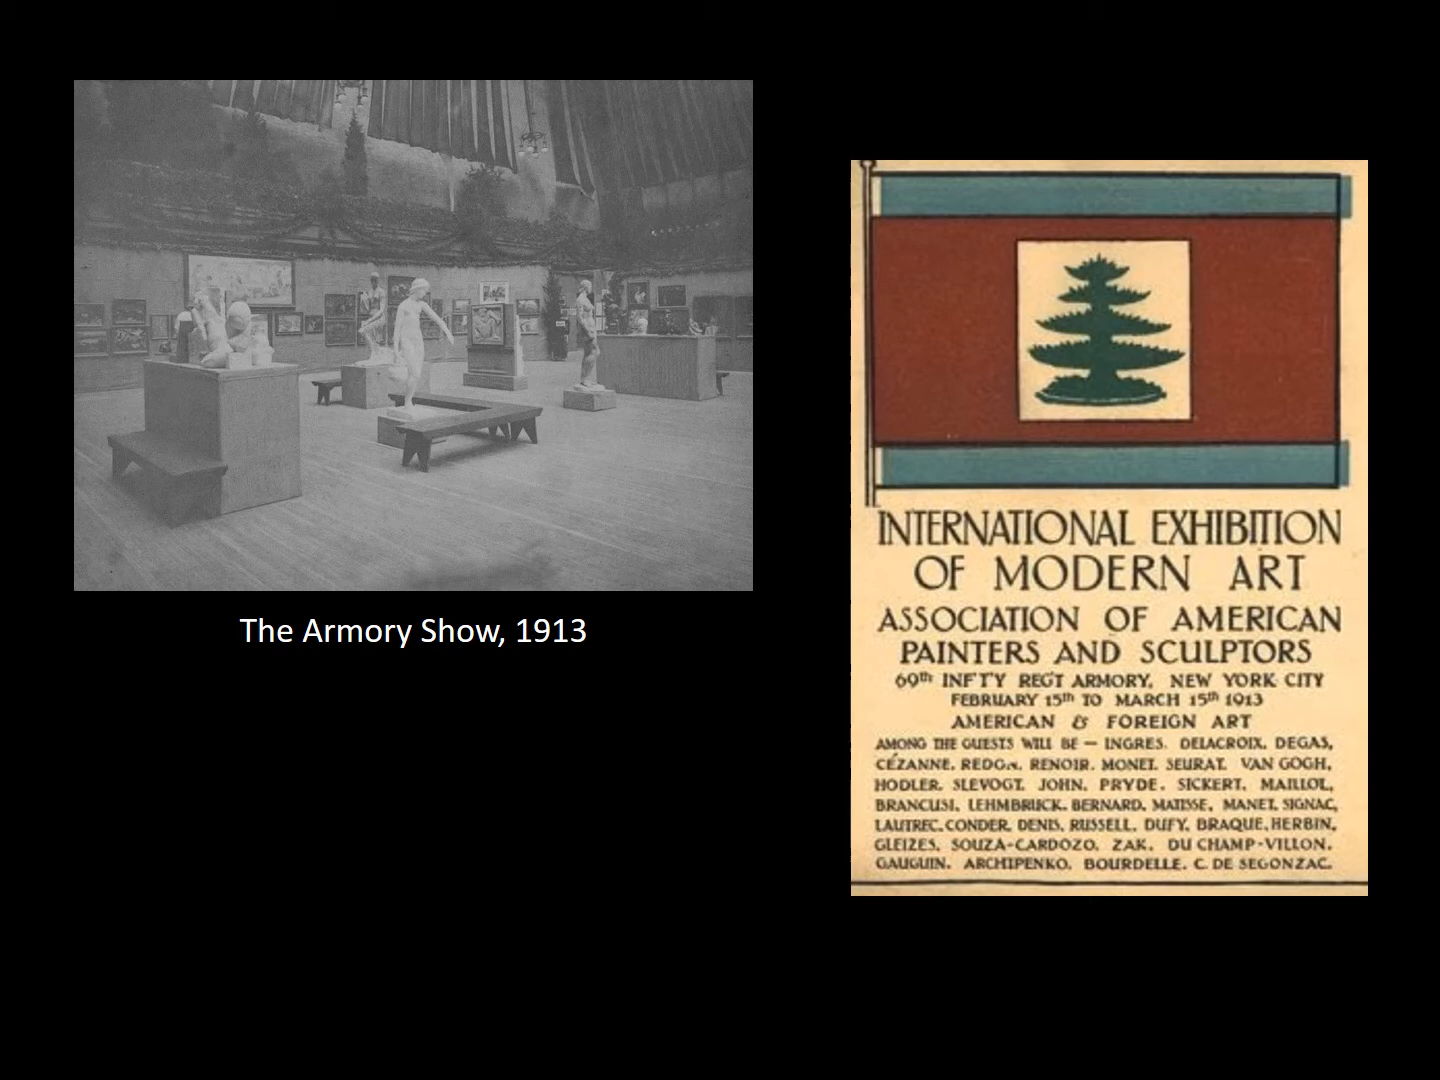 The Armory Show, 1913
INTERNATIONAL EXHIBITION
OF MODERN ART
ASSOCIATION OF AMERICAN
PAINTERS AND SCULPTORS
69th INF'TY REG'T ARMORY, NEW YORK CITY
FEBRUARY 15th TO MARCH 15th 1913
AMERICAN & FOREIGN ART
AMONG THE GUESTS WILL BE — INGRES, DELACROIX, DEGAS,
CÉZANNE, REDON, RENOIR, MONET, SEURAT, VAN GOGH,
HODLER, SLEVOGT, JOHN, PRYDE, SICKERT, MAILLOL,
BRANCUSI, LEHMBRUCK, BERNARD, MATISSE, MANET, SIGNAC,
LAUTREC, CONDER, DENIS, RUSSELL, DUFY, BRAQUE, HERBIN,
GLEIZES, SOUZA-CARDOZO, ZAK, DU CHAMP-VILLON,
GAUGUIN, ARCHIPENKO, BOURDELLE, C. DE SEGONZAC.